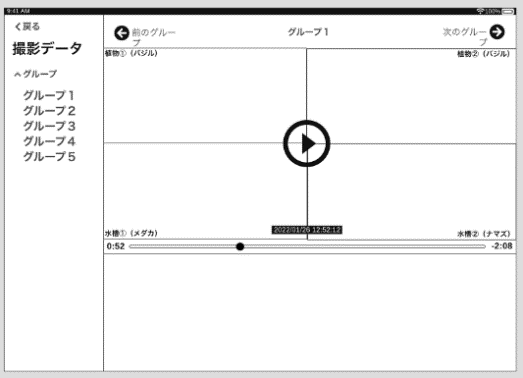 9:41 AM
100%
く戻る
撮影データ
へグループ
グループ1
グループ2
グループ3
グループ4
グループ5
前のグルー
プ
グループ1
次のグルー
プ
植物①（バジル）
植物②（バジル）
2022/01/26 12:52:12
水槽①（メダカ）
水槽②（ナマズ）
0:52
-2:08